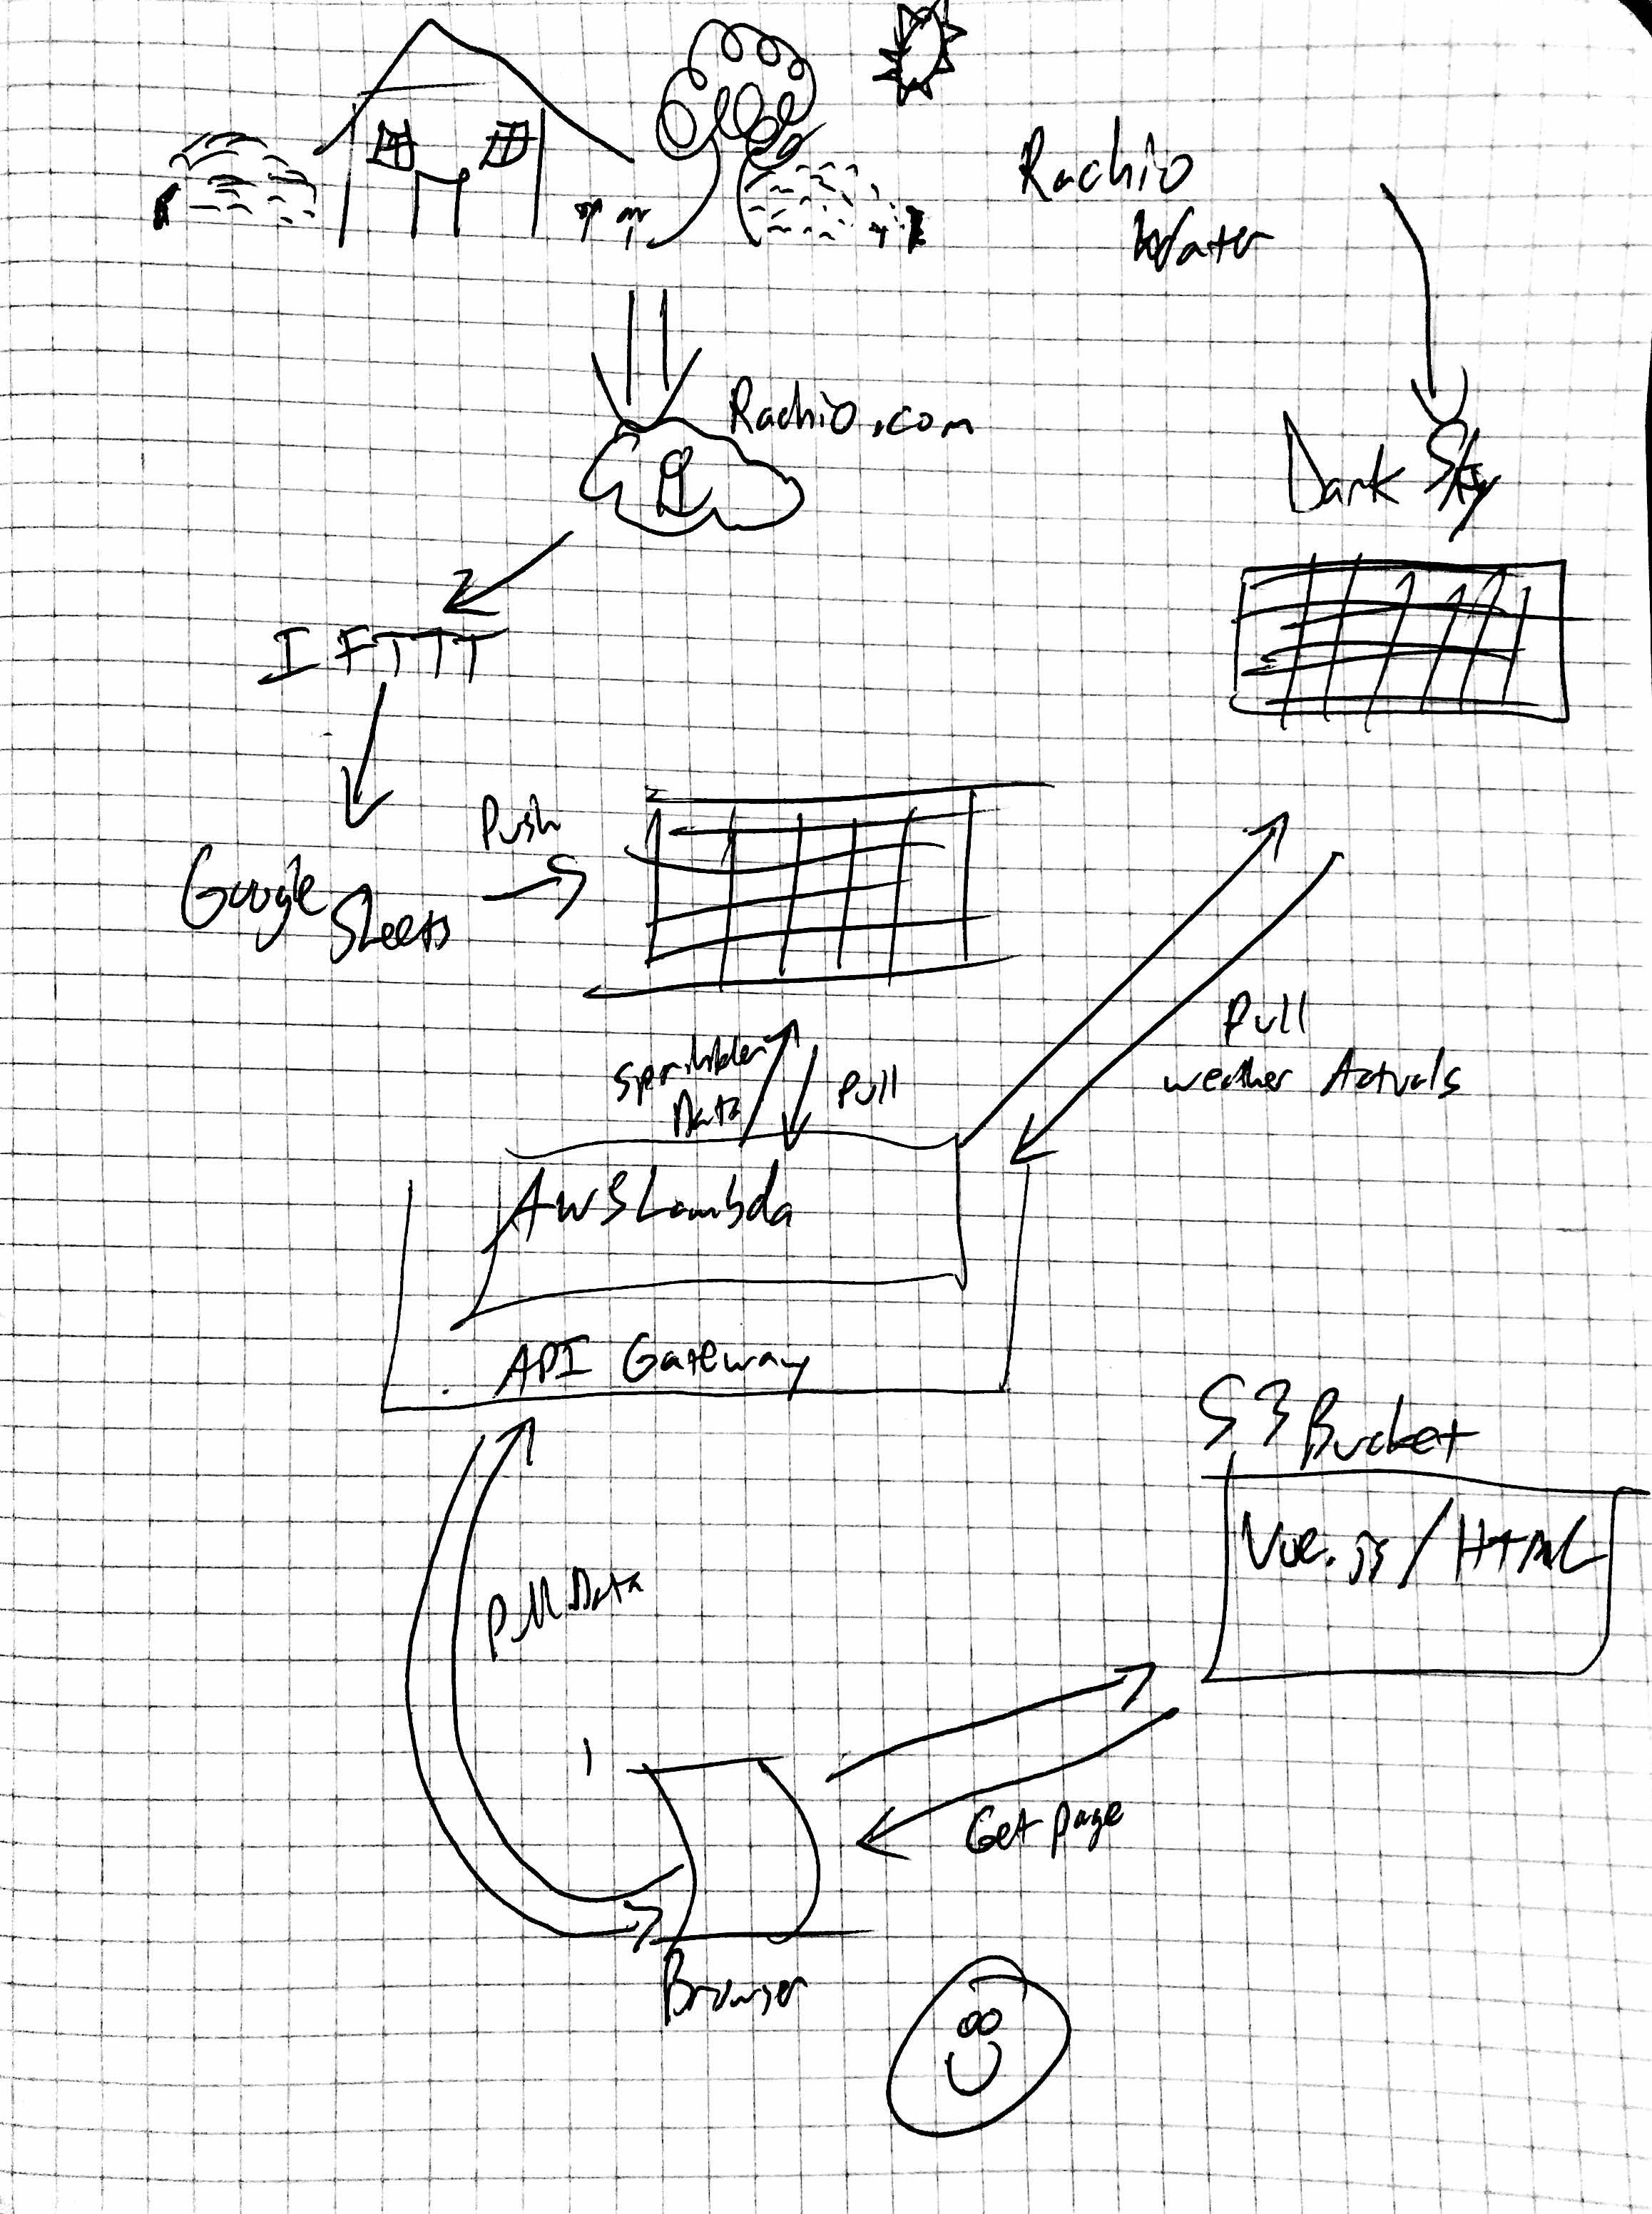 Rachio
Water
Rachio.com
Dark Sky
IFTTT
Push
Google
Sheets
Sprinkler
Data
Pull
Pull
weather Actuals
AWS Lambda
API Gateway
S3 Bucket
Vue.js / HTML
Pull Data
Get page
Browser